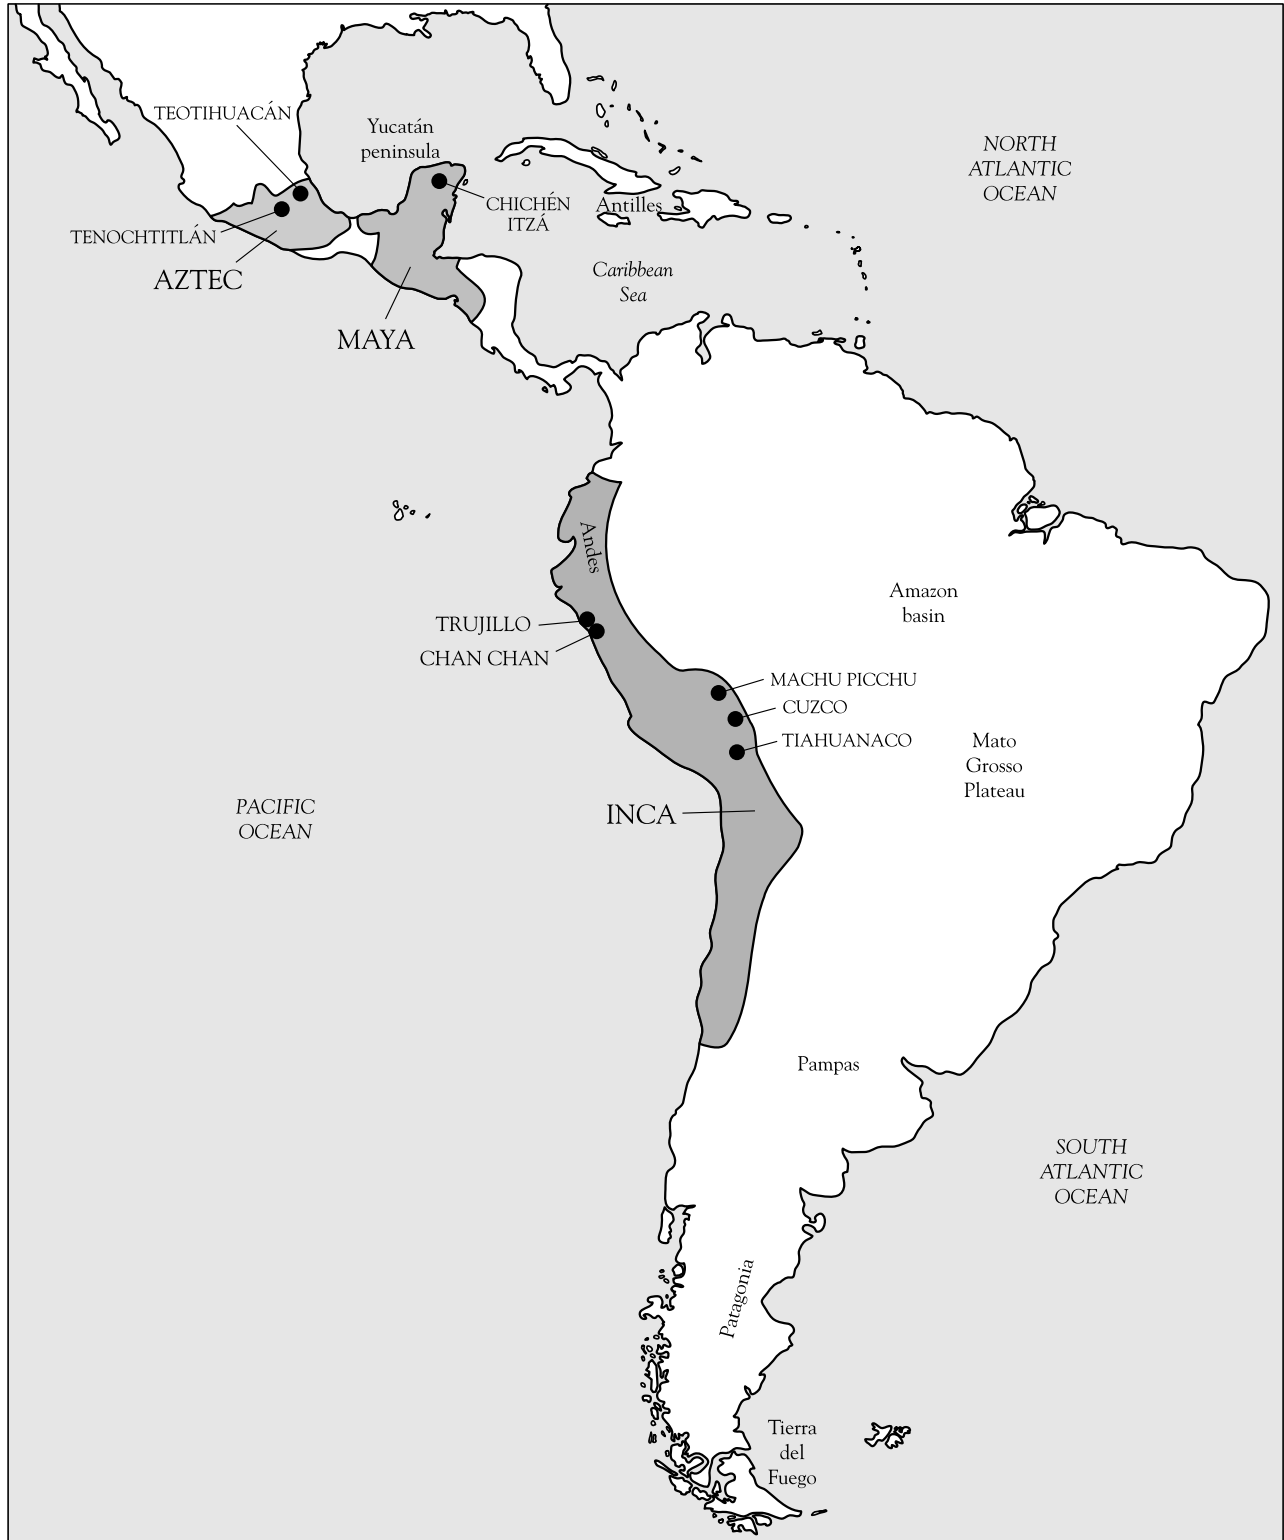 TEOTIHUACÁN
Yucatán
peninsula
NORTH
ATLANTIC
OCEAN
CHICHÉN
ITZÁ
Antilles
TENOCHTITLÁN
AZTEC
Caribbean
Sea
MAYA
Andes
Amazon
basin
TRUJILLO
CHAN CHAN
MACHU PICCHU
CUZCO
TIAHUANACO
Mato
Grosso
Plateau
PACIFIC
OCEAN
INCA
Pampas
SOUTH
ATLANTIC
OCEAN
Patagonia
Tierra
del
Fuego